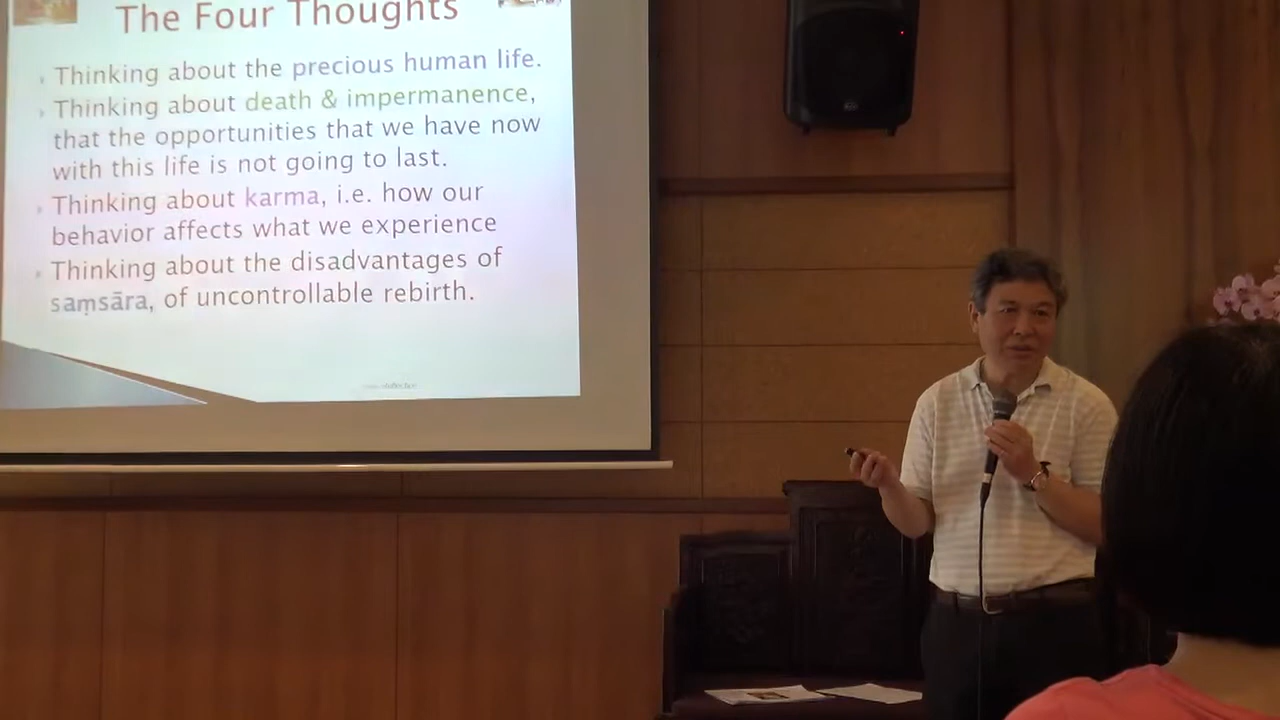 The Four Thoughts
Thinking about the precious human life.
Thinking about death & impermanence,
that the opportunities that we have now
with this life is not going to last.
Thinking about karma, i.e. how our
behavior affects what we experience
Thinking about the disadvantages of
saṃsāra, of uncontrollable rebirth.